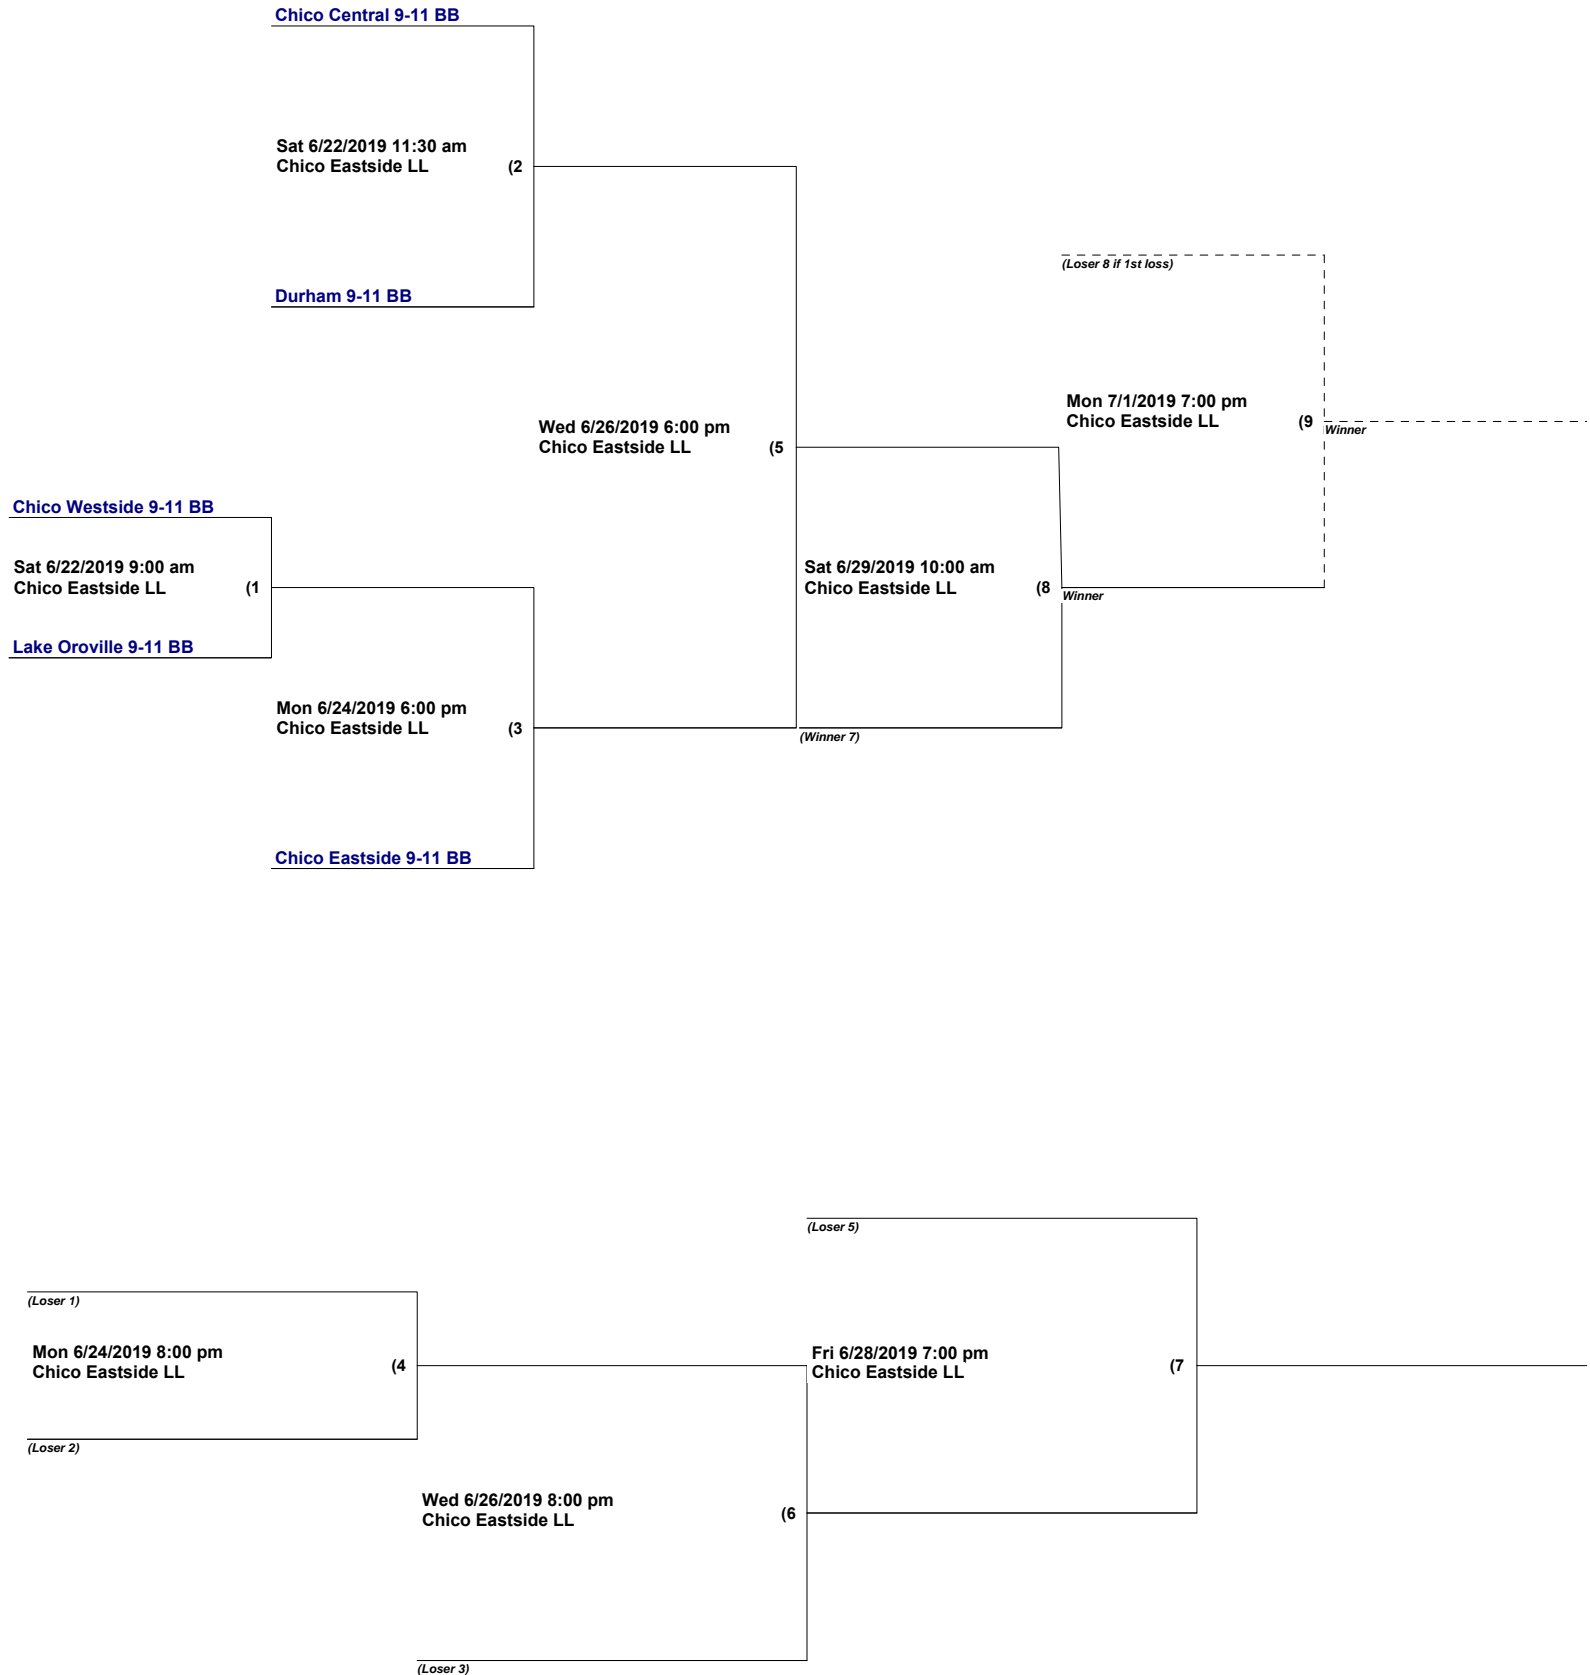 Chico Central 9-11 BB
Sat 6/22/2019 11:30 am
Chico Eastside LL (2
(Loser 8 if 1st loss)
Durham 9-11 BB
Mon 7/1/2019 7:00 pm
Chico Eastside LL (9
Winner
Wed 6/26/2019 6:00 pm
Chico Eastside LL (5
Chico Westside 9-11 BB
Sat 6/22/2019 9:00 am
Chico Eastside LL (1
Sat 6/29/2019 10:00 am
Chico Eastside LL (8
Winner
Lake Oroville 9-11 BB
Mon 6/24/2019 6:00 pm
Chico Eastside LL (3
(Winner 7)
Chico Eastside 9-11 BB
(Loser 5)
(Loser 1)
Mon 6/24/2019 8:00 pm
Chico Eastside LL (4
Fri 6/28/2019 7:00 pm
Chico Eastside LL (7
(Loser 2)
Wed 6/26/2019 8:00 pm
Chico Eastside LL (6
(Loser 3)